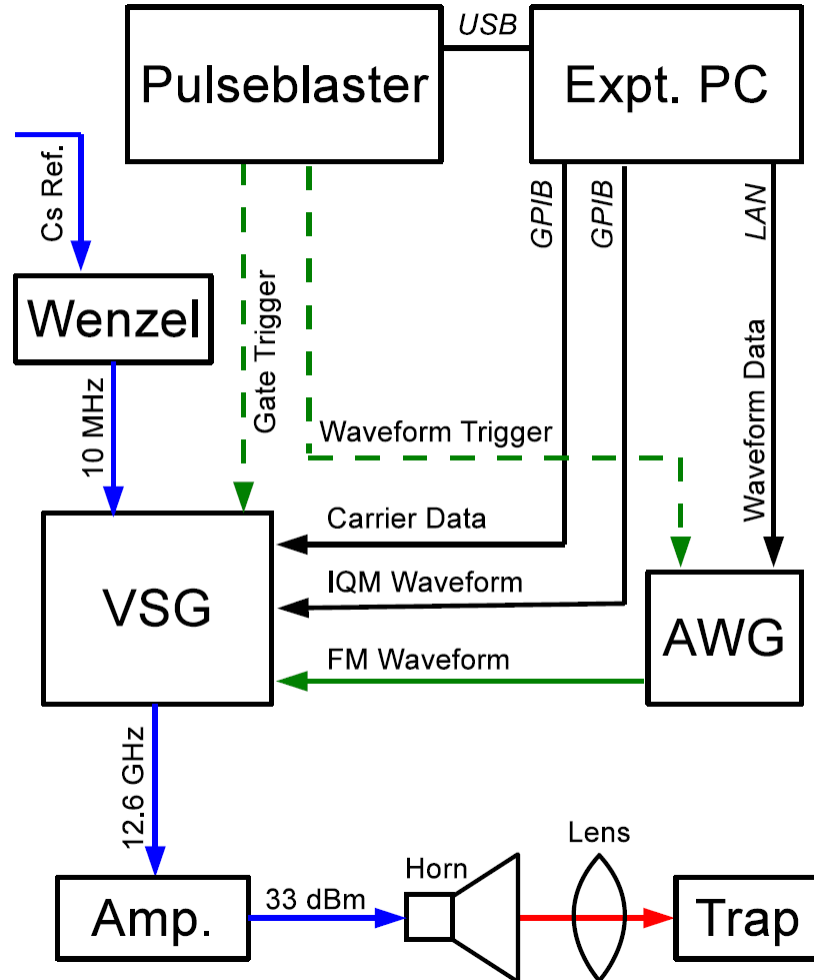 USB
Pulseblaster
Expt. PC
Cs Ref.
GPIB
GPIB
LAN
Wenzel
Gate Trigger
10 MHz
Waveform Trigger
Waveform Data
Carrier Data
VSG
IQM Waveform
AWG
FM Waveform
12.6 GHz
Lens
Horn
33 dBm
Amp.
Trap